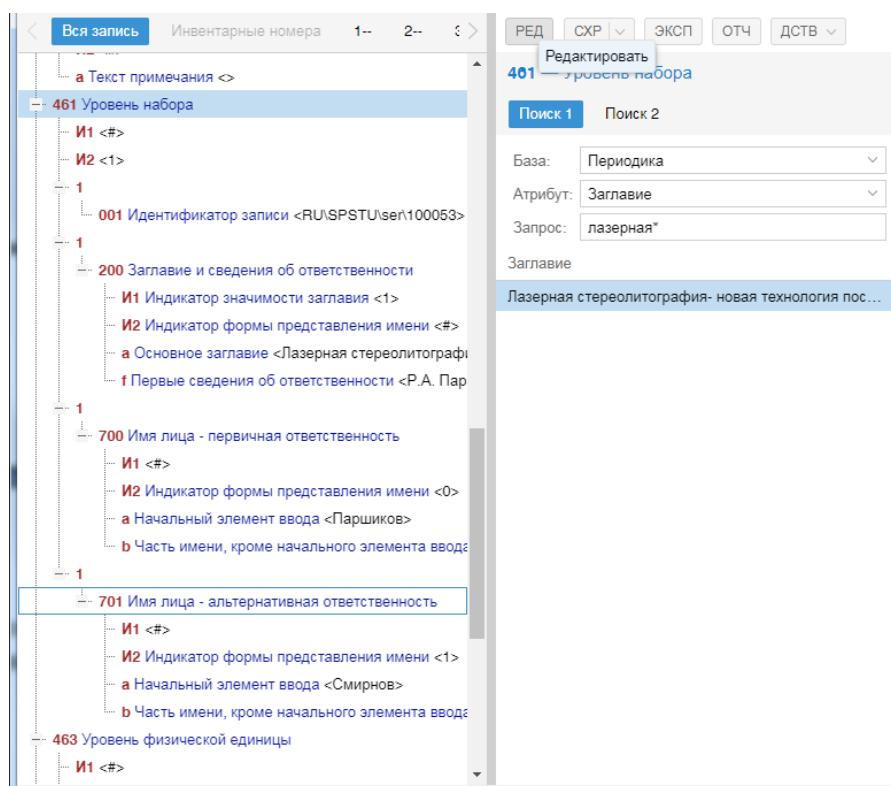 Вся запись Инвентарные номера 1-- 2--
а Текст примечания <>
461 Уровень набора
И1 <#>
И2 <1>
1
001 Идентификатор записи <RU\SPSTU\ser\100053>
1
200 Заглавие и сведения об ответственности
И1 Индикатор значимости заглавия <1>
И2 Индикатор формы представления имени <#>
a Основное заглавие <Лазерная стереолитографи
f Первые сведения об ответственности <Р.А. Пар
1
700 Имя лица - первичная ответственность
И1 <#>
И2 Индикатор формы представления имени <0>
a Начальный элемент ввода <Паршиков>
b Часть имени, кроме начального элемента ввода
1
701 Имя лица - альтернативная ответственность
И1 <#>
И2 Индикатор формы представления имени <1>
a Начальный элемент ввода <Смирнов>
b Часть имени, кроме начального элемента ввода
463 Уровень физической единицы
И1 <#>
РЕД СХР ЭКСП ОТЧ ДСТВ
Редактировать
461 — Уровень набора
Поиск 1 Поиск 2
База: Периодика
Атрибут: Заглавие
Запрос: лазерная*
Заглавие
Лазерная стереолитография- новая технология пос...